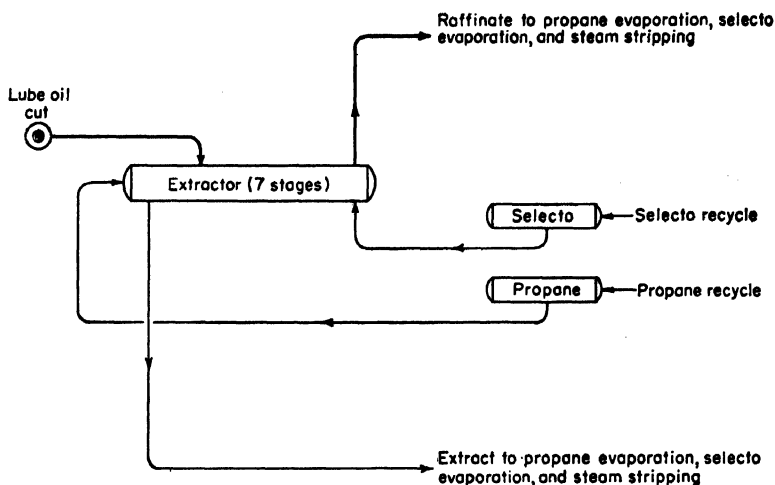 Raffinate to propane evaporation, selecto
evaporation, and steam stripping
Lube oil
cut
Extractor (7 stages)
Selecto
Selecto recycle
Propane
Propane recycle
Extract to propane evaporation, selecto
evaporation, and steam stripping